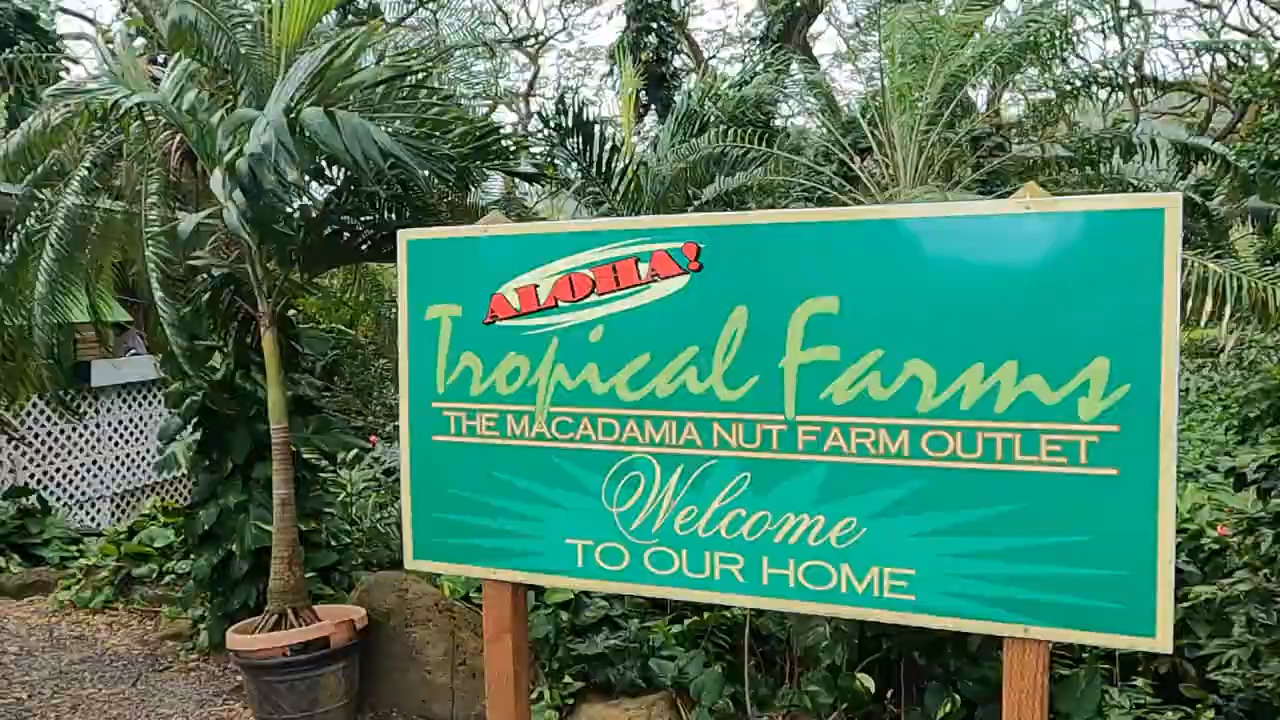 ALOHA!
Tropical Farms
THE MACADAMIA NUT FARM OUTLET
Welcome
TO OUR HOME